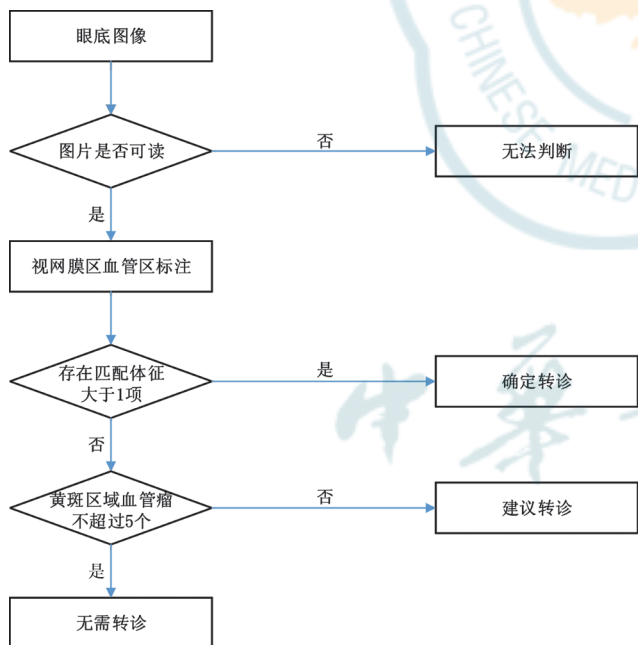 眼底图像
图片是否可读
否
无法判断
是
视网膜区血管区标注
存在匹配体征
大于1项
是
确定转诊
否
黄斑区域血管瘤
不超过5个
否
建议转诊
是
无需转诊
CHINESE MED
中华